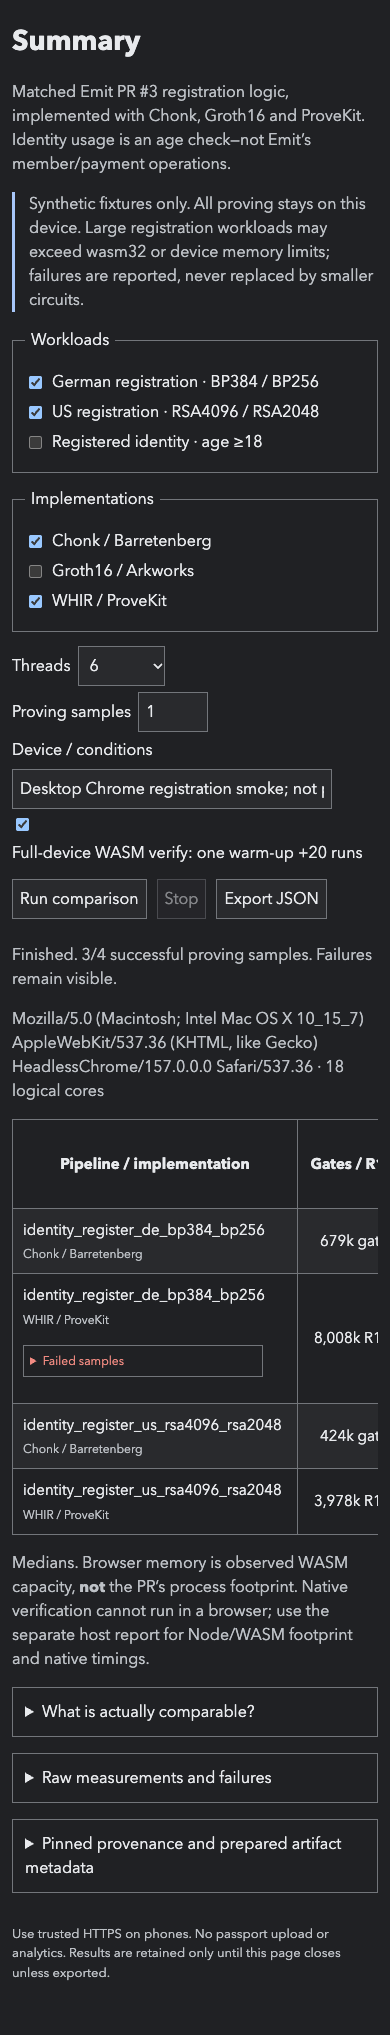 Summary
Matched Emit PR #3 registration logic,
implemented with Chonk, Groth16 and ProveKit.
Identity usage is an age check—not Emit's
member/payment operations.
Synthetic fixtures only. All proving stays on this
device. Large registration workloads may
exceed wasm32 or device memory limits;
failures are reported, never replaced by smaller
circuits.
Workloads
German registration · BP384 / BP256
US registration · RSA4096 / RSA2048
Registered identity · age ≥18
Implementations
Chonk / Barretenberg
Groth16 / Arkworks
WHIR / ProveKit
Threads 6
Proving samples 1
Device / conditions
Desktop Chrome registration smoke; not
Full-device WASM verify: one warm-up +20 runs
Run comparison Stop Export JSON
Finished. 3/4 successful proving samples. Failures
remain visible.
Mozilla/5.0 (Macintosh; Intel Mac OS X 10_15_7)
AppleWebKit/537.36 (KHTML, like Gecko)
HeadlessChrome/157.0.0.0 Safari/537.36 · 18
logical cores
Pipeline / implementation Gates / R
identity_register_de_bp384_bp256
Chonk / Barretenberg
679k gat
identity_register_de_bp384_bp256
WHIR / ProveKit
Failed samples
8,008k R1
identity_register_us_rsa4096_rsa2048
Chonk / Barretenberg
424k gat
identity_register_us_rsa4096_rsa2048
WHIR / ProveKit
3,978k R1
Medians. Browser memory is observed WASM
capacity, not the PR's process footprint. Native
verification cannot run in a browser; use the
separate host report for Node/WASM footprint
and native timings.
What is actually comparable?
Raw measurements and failures
Pinned provenance and prepared artifact
metadata
Use trusted HTTPS on phones. No passport upload or
analytics. Results are retained only until this page closes
unless exported.